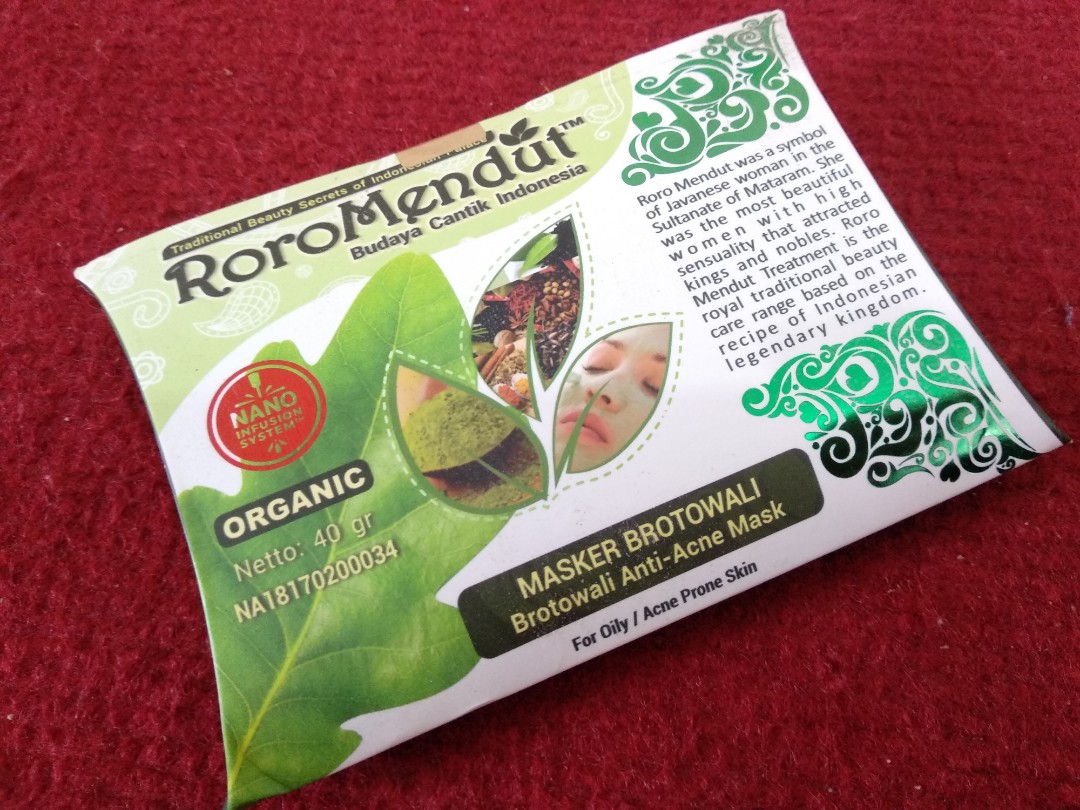 Traditional Beauty Secrets of Indonesian Palace
RoroMendut™
Budaya Cantik Indonesia
NANO
INFUSION
SYSTEM™
ORGANIC
Netto: 40 gr
NA18170200034
MASKER BROTOWALI
Brotowali Anti-Acne Mask
For Oily / Acne Prone Skin
Roro Mendut was a symbol
of Javanese woman in the
Sultanate of Mataram. She
was the most beautiful
women with high
sensuality that attracted
kings and nobles. Roro
Mendut Treatment is the
royal traditional beauty
care range based on the
recipe of Indonesian
legendary kingdom.